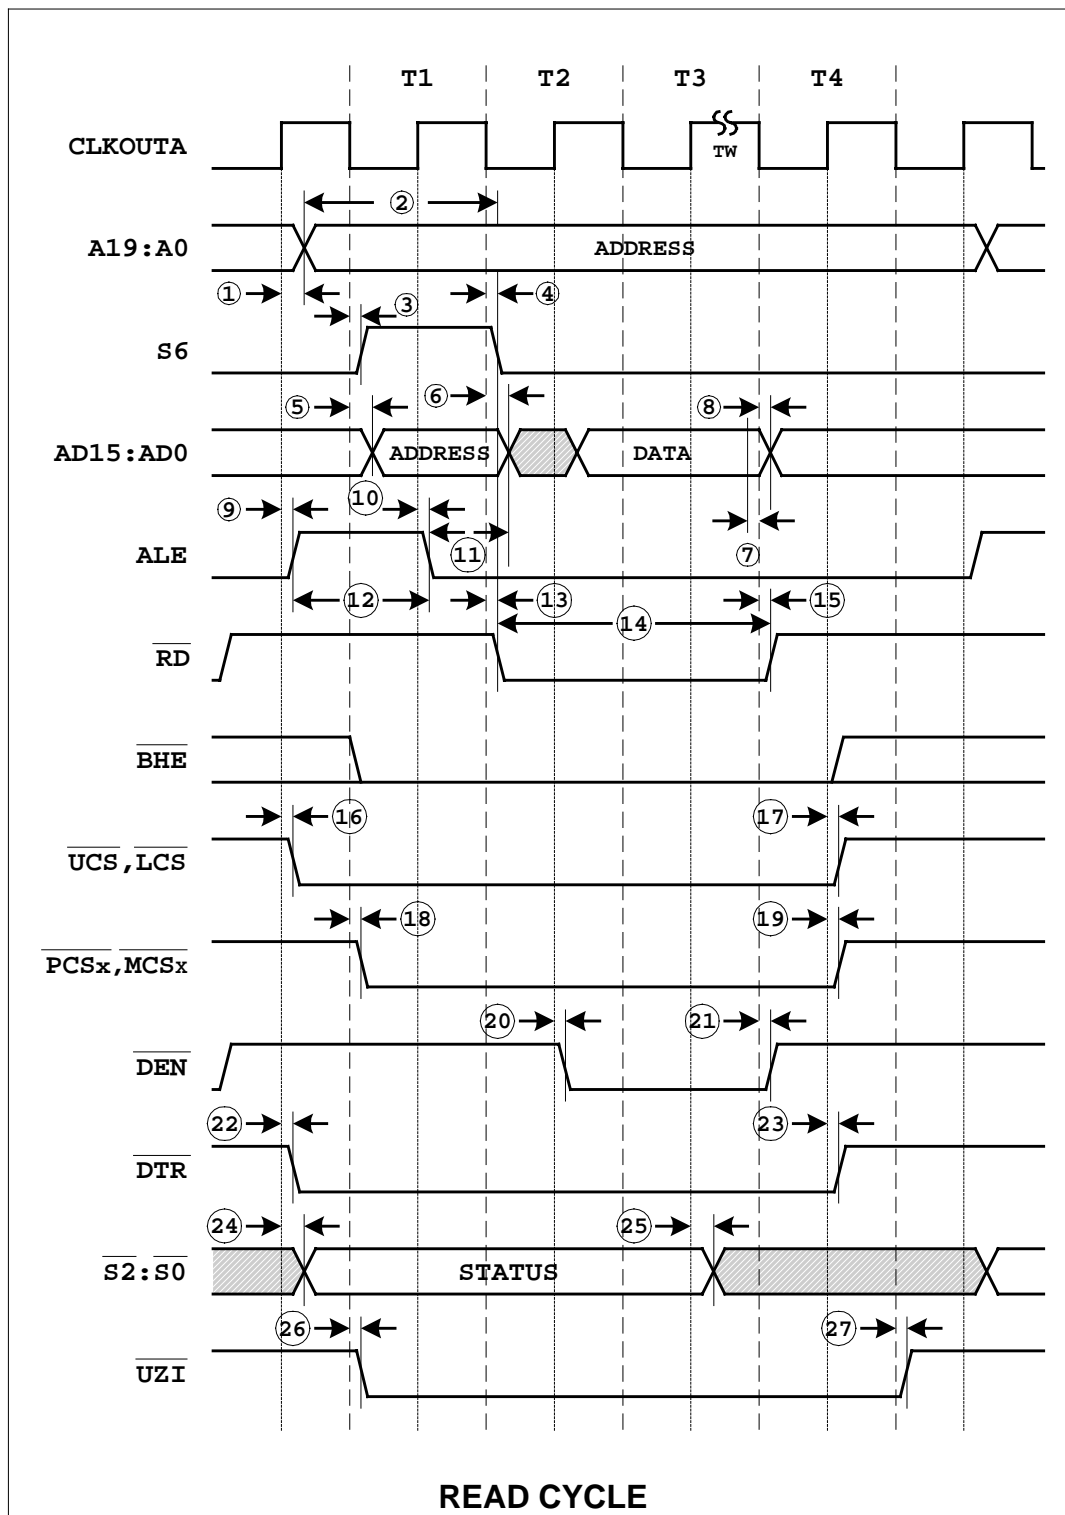 T1 T2 T3 T4
CLKOUTA
TW
2
A19:A0 ADDRESS
1 3 4
S6
5 6 8
AD15:AD0 ADDRESS DATA
9 10
ALE 11 7
12 13 15
14
RD
BHE
16 17
UCS,LCS
18 19
PCSx,MCSx
20 21
DEN
22 23
DTR
24 25
S2:S0 STATUS
26 27
UZI
READ CYCLE